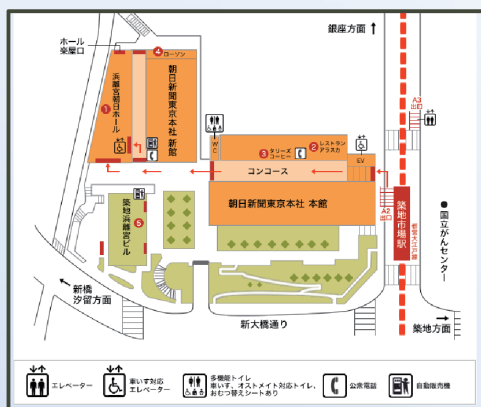 銀座方面
ホール
楽屋口
4
ローソン
浜離宮朝日ホール
1
朝日新聞東京本社 新館
A3
出口
WC
2
レストラン
アラスカ
3
タリーズ
コーヒー
EV
コンコース
朝日新聞東京本社 本館
A2
出口
築地市場駅
都営大江戸線
国立がんセンター
築地浜離宮ビル
5
新橋
汐留方面
新大橋通り
築地方面
エレベーター
車いす対応
エレベーター
多機能トイレ
車いす、オストメイト対応トイレ、
おむつ替えシートあり
公衆電話
自動販売機